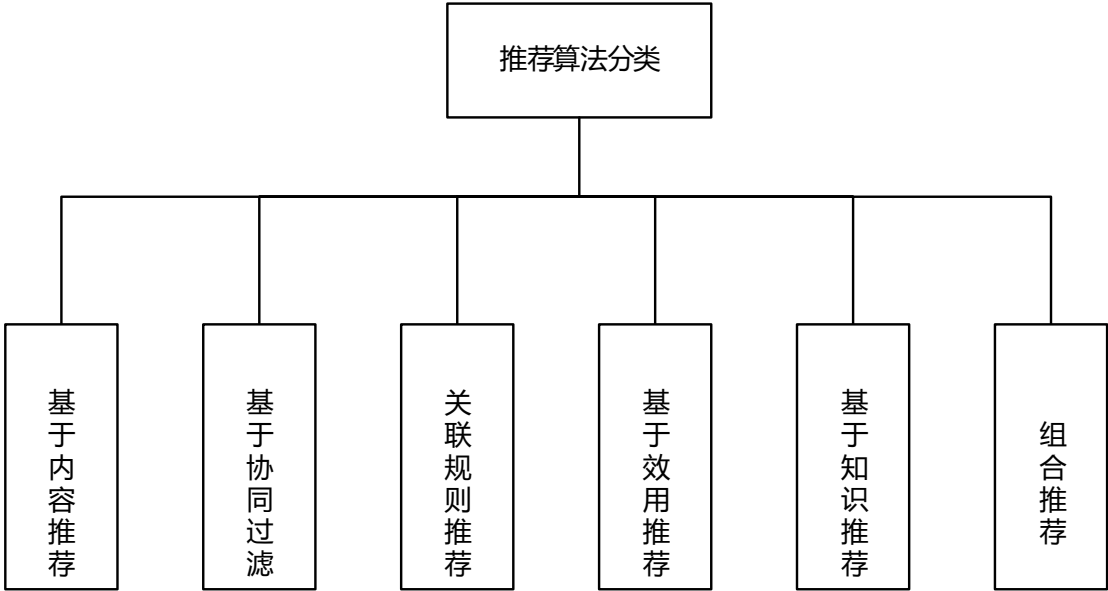 推荐算法分类
基于内容推荐
基于协同过滤
关联规则推荐
基于效用推荐
基于知识推荐
组合推荐